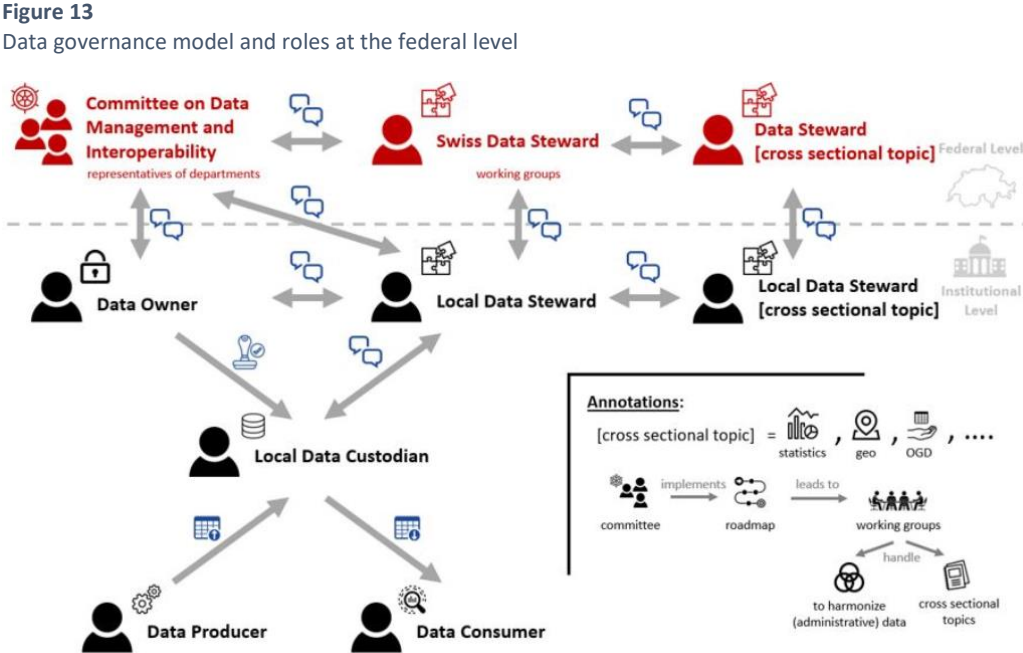 Figure 13
Data governance model and roles at the federal level
Committee on Data
Management and
Interoperability
representatives of departments
Swiss Data Steward
working groups
Data Steward
[cross sectional topic]
Federal Level
Data Owner
Local Data Steward
Local Data Steward
[cross sectional topic]
Institutional
Level
Local Data Custodian
Data Producer
Data Consumer
Annotations:
[cross sectional topic] = , , , ....
statistics
geo
OGD
committee
implements
roadmap
leads to
working groups
handle
to harmonize
(administrative) data
cross sectional
topics